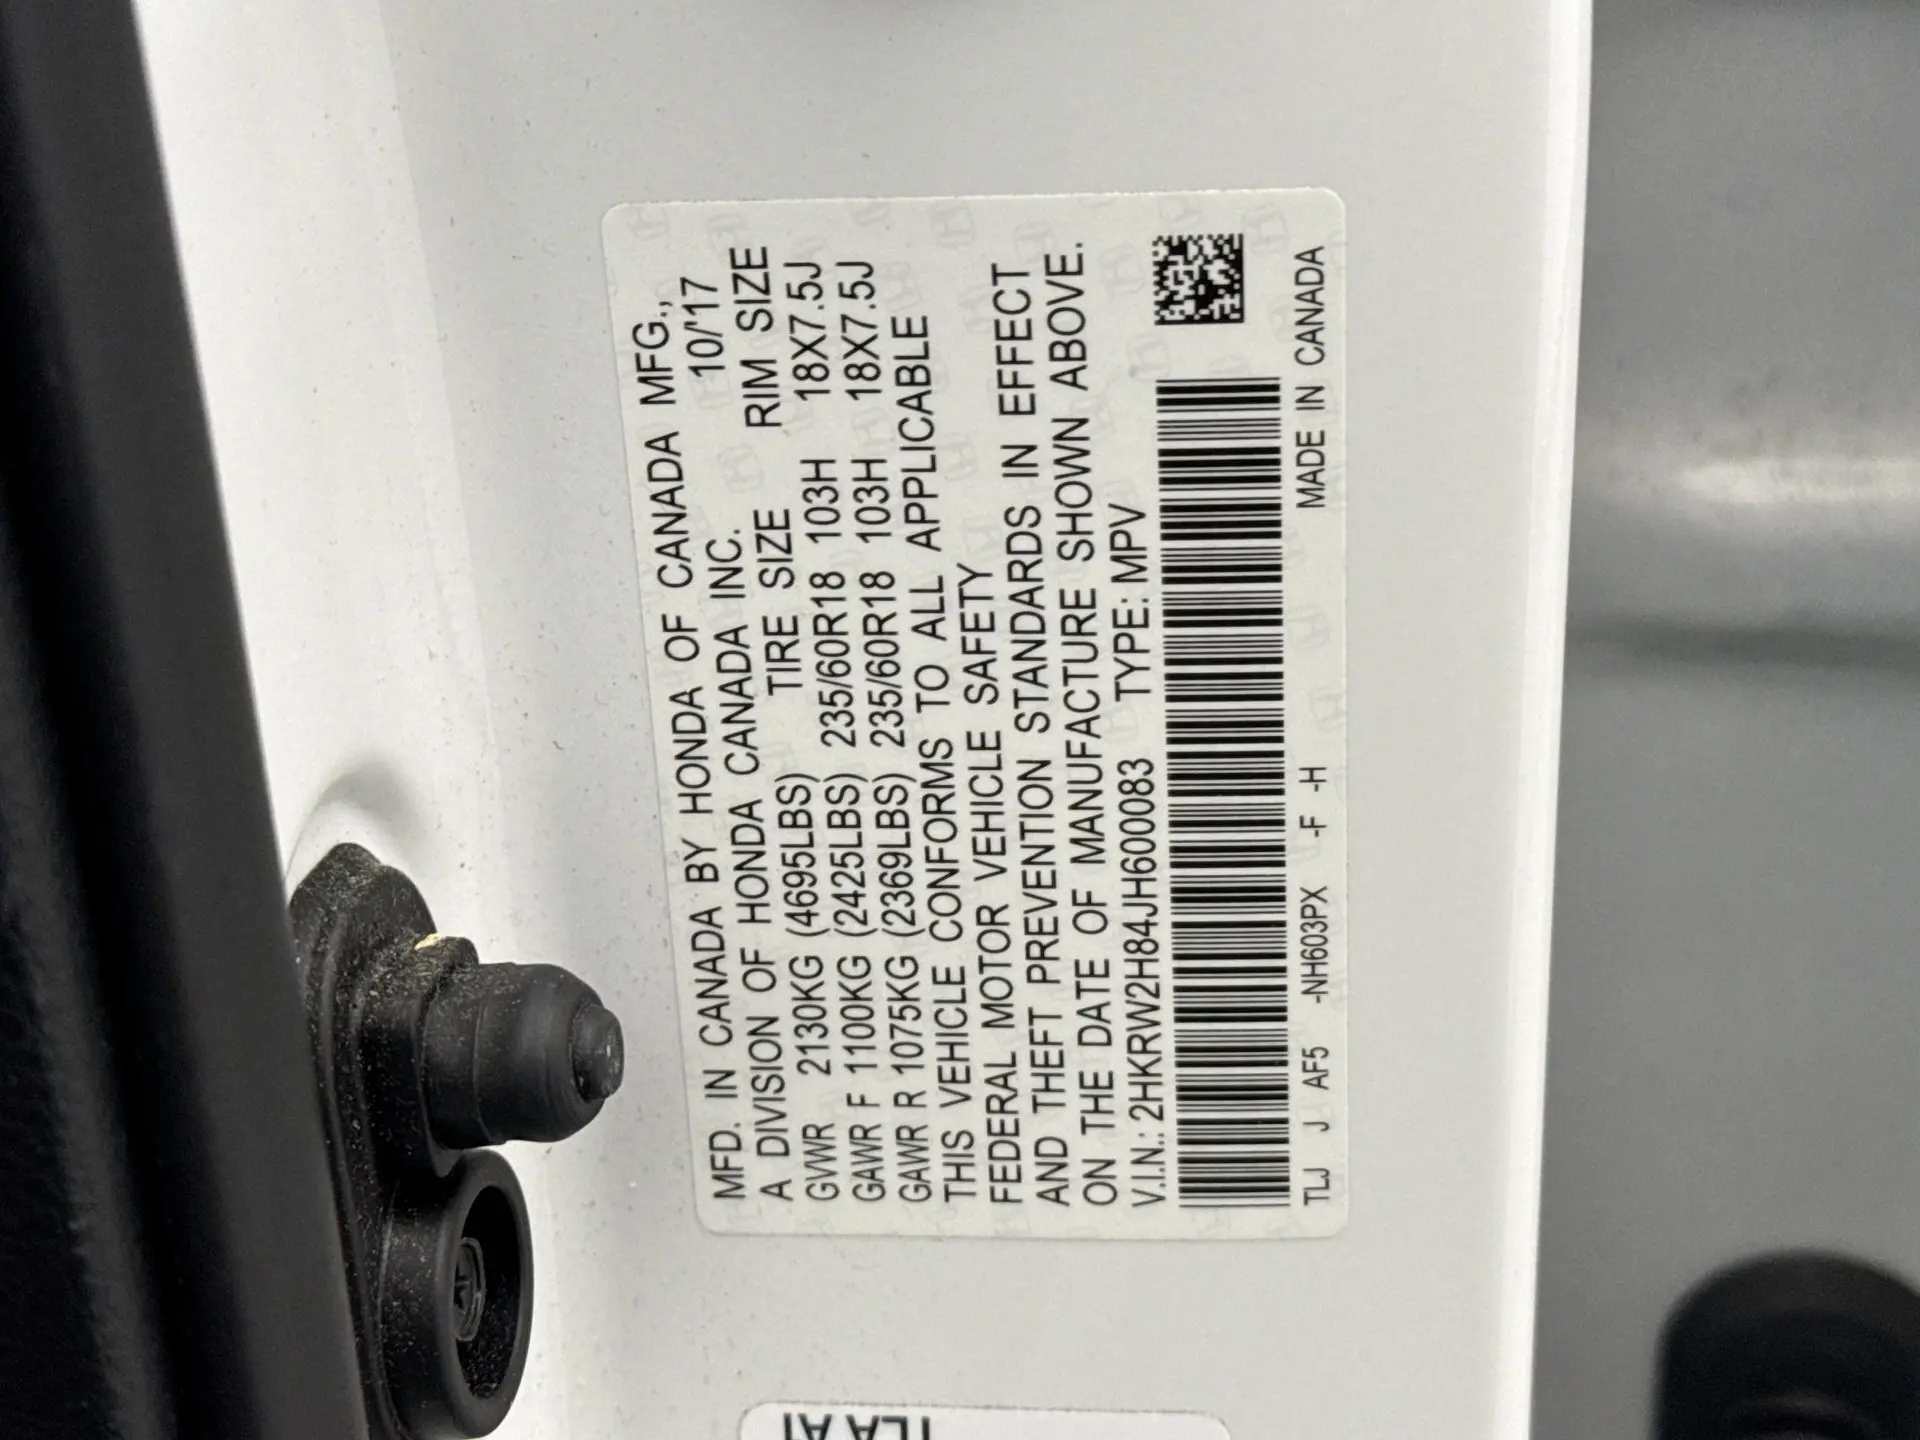 MFD. IN CANADA BY HONDA OF CANADA MFG.,
A DIVISION OF HONDA CANADA INC. 10/'17
GVWR 2130KG (4695LBS) TIRE SIZE RIM SIZE
GAWR F 1100KG (2425LBS) 235/60R18 103H 18X7.5J
GAWR R 1075KG (2369LBS) 235/60R18 103H 18X7.5J
THIS VEHICLE CONFORMS TO ALL APPLICABLE
FEDERAL MOTOR VEHICLE SAFETY
AND THEFT PREVENTION STANDARDS IN EFFECT
ON THE DATE OF MANUFACTURE SHOWN ABOVE.
V.I.N.: 2HKRW2H84JH600083 TYPE: MPV
TLJ J AF5 -NH603PX -F -H MADE IN CANADA